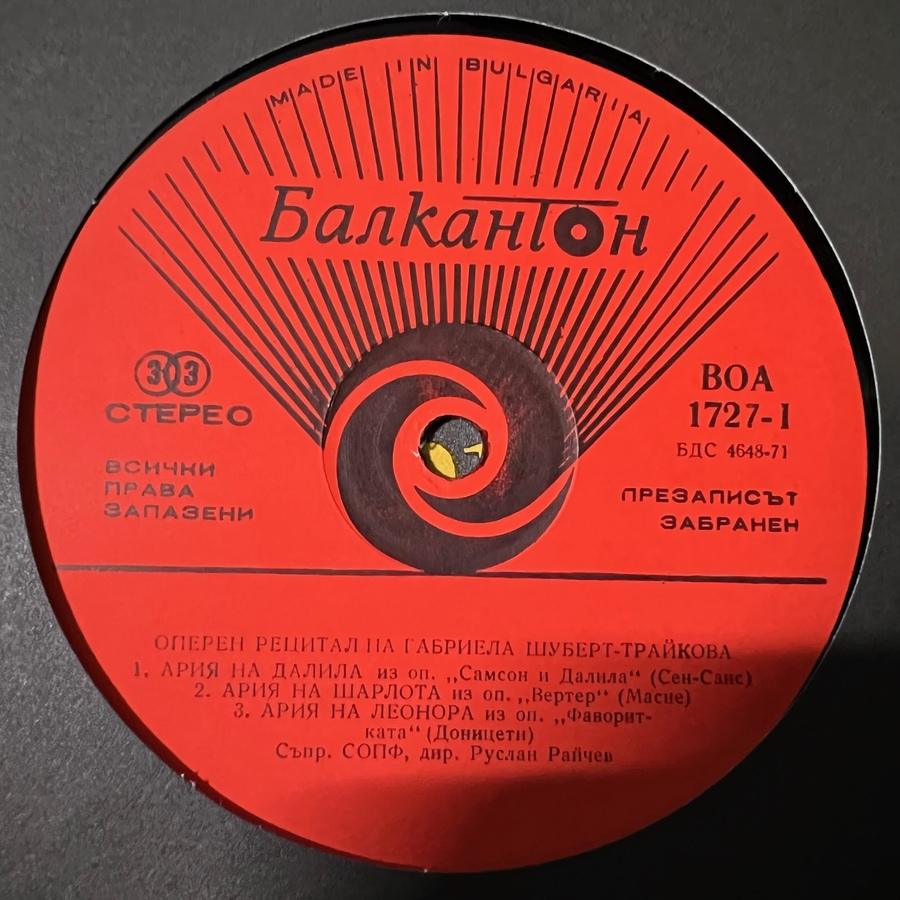 MADE IN BULGARIA
Балкантон
33
СТЕРЕО
ВСИЧКИ
ПРАВА
ЗАПАЗЕНИ
ВОА
1727-I
БДС 4648-71
ПРЕЗАПИСЪТ
ЗАБРАНЕН
ОПЕРЕН РЕЦИТАЛ НА ГАБРИЕЛА ШУБЕРТ-ТРАЙКОВА
1. АРИЯ НА ДАЛИЛА из оп. „Самсон и Далила“ (Сен-Санс)
2. АРИЯ НА ШАРЛОТА из оп. „Вертер“ (Масне)
3. АРИЯ НА ЛЕОНОРА из оп. „Фаворит-
ката“ (Доницети)
Съпр. СОПФ, дир. Руслан Райчев